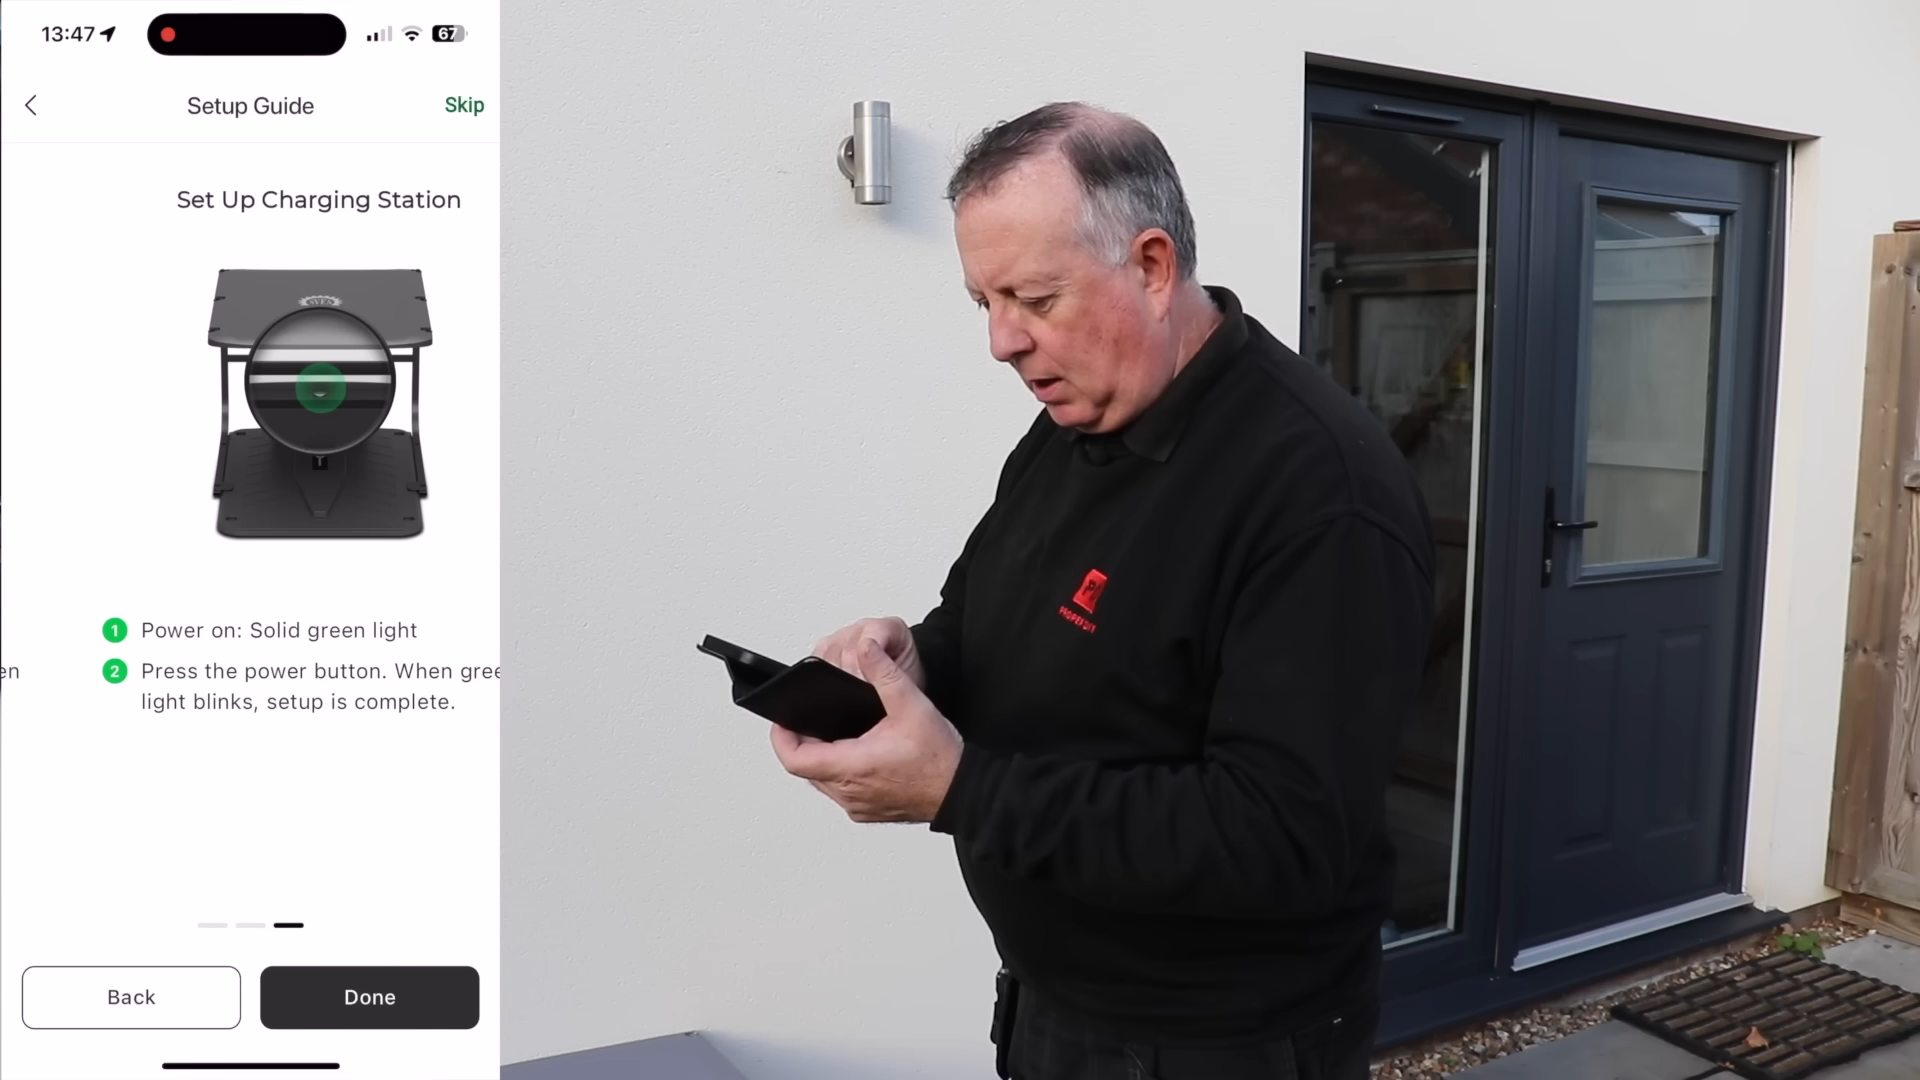 13:47
67
Setup Guide
Skip
Set Up Charging Station
1 Power on: Solid green light
en
2 Press the power button. When gree
light blinks, setup is complete.
Back
Done